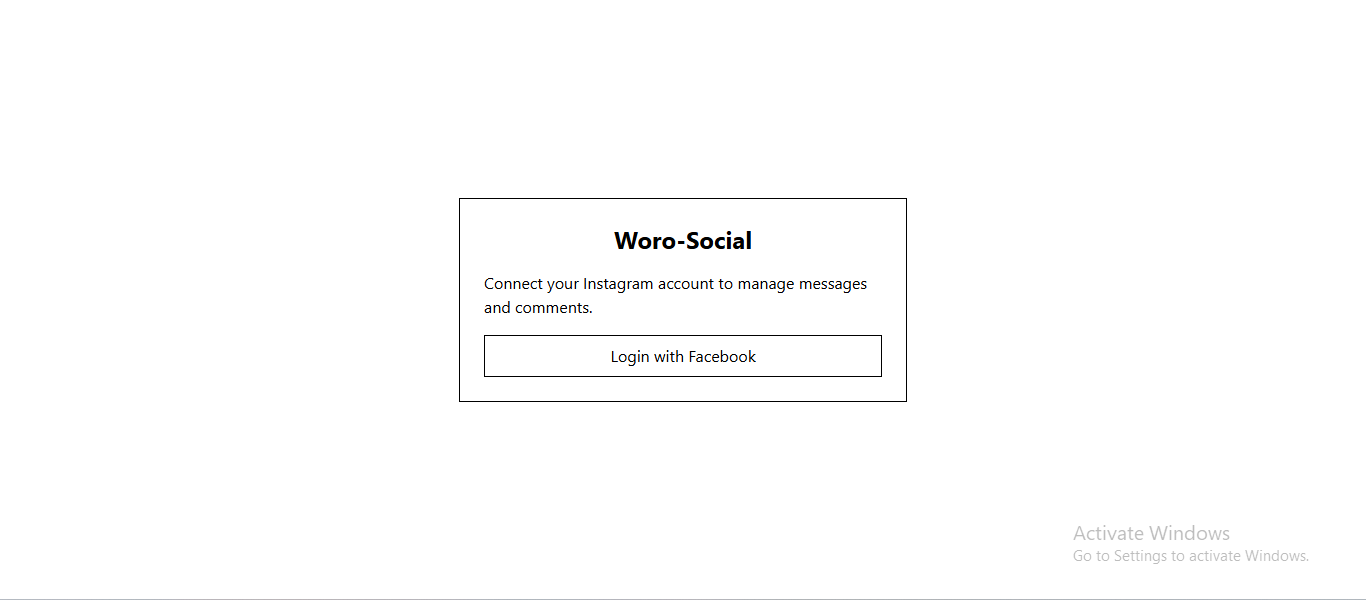 Woro-Social
Connect your Instagram account to manage messages
and comments.
Login with Facebook
Activate Windows
Go to Settings to activate Windows.